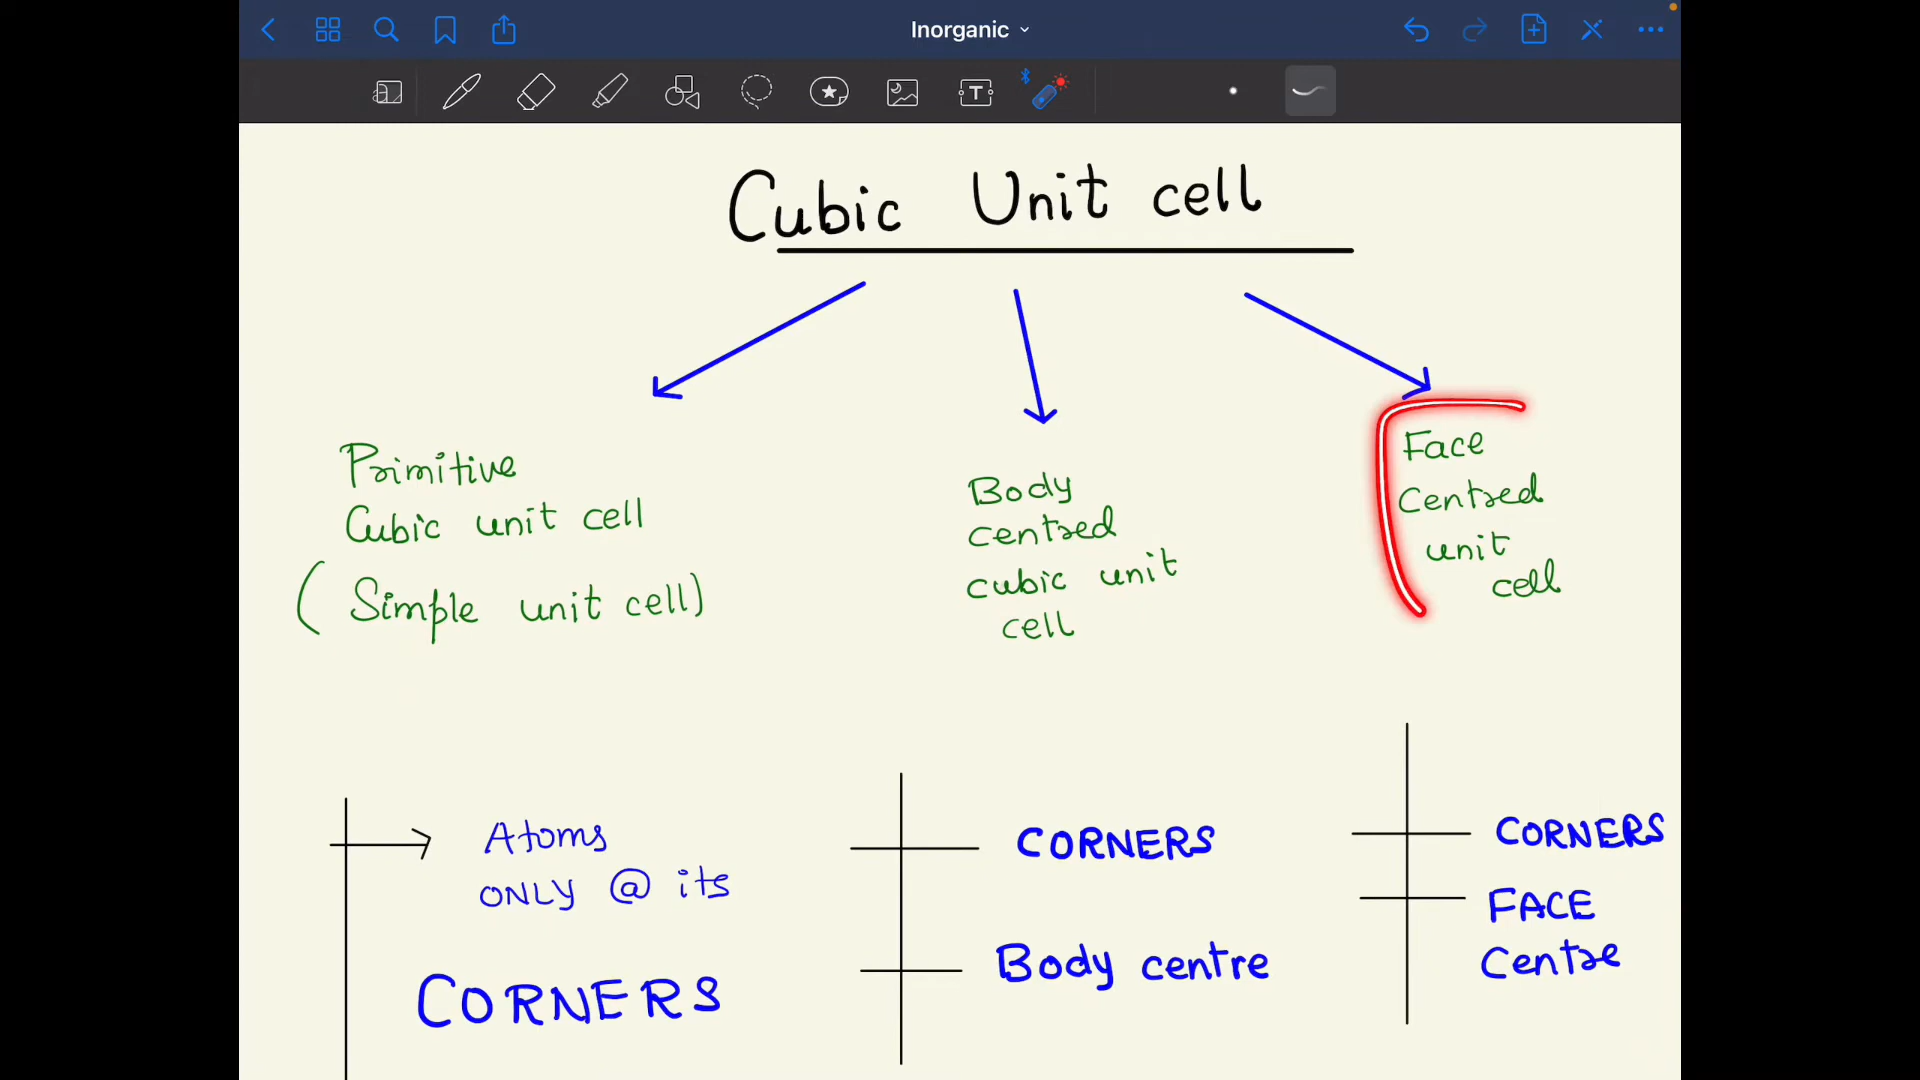 Inorganic
Cubic Unit cell
Primitive
Cubic unit cell
(Simple unit cell)
Body
centred
cubic unit
cell
Face
Centred
unit
cell
Atoms
ONLY @ its
CORNERS
CORNERS
Body centre
CORNERS
FACE
Centre